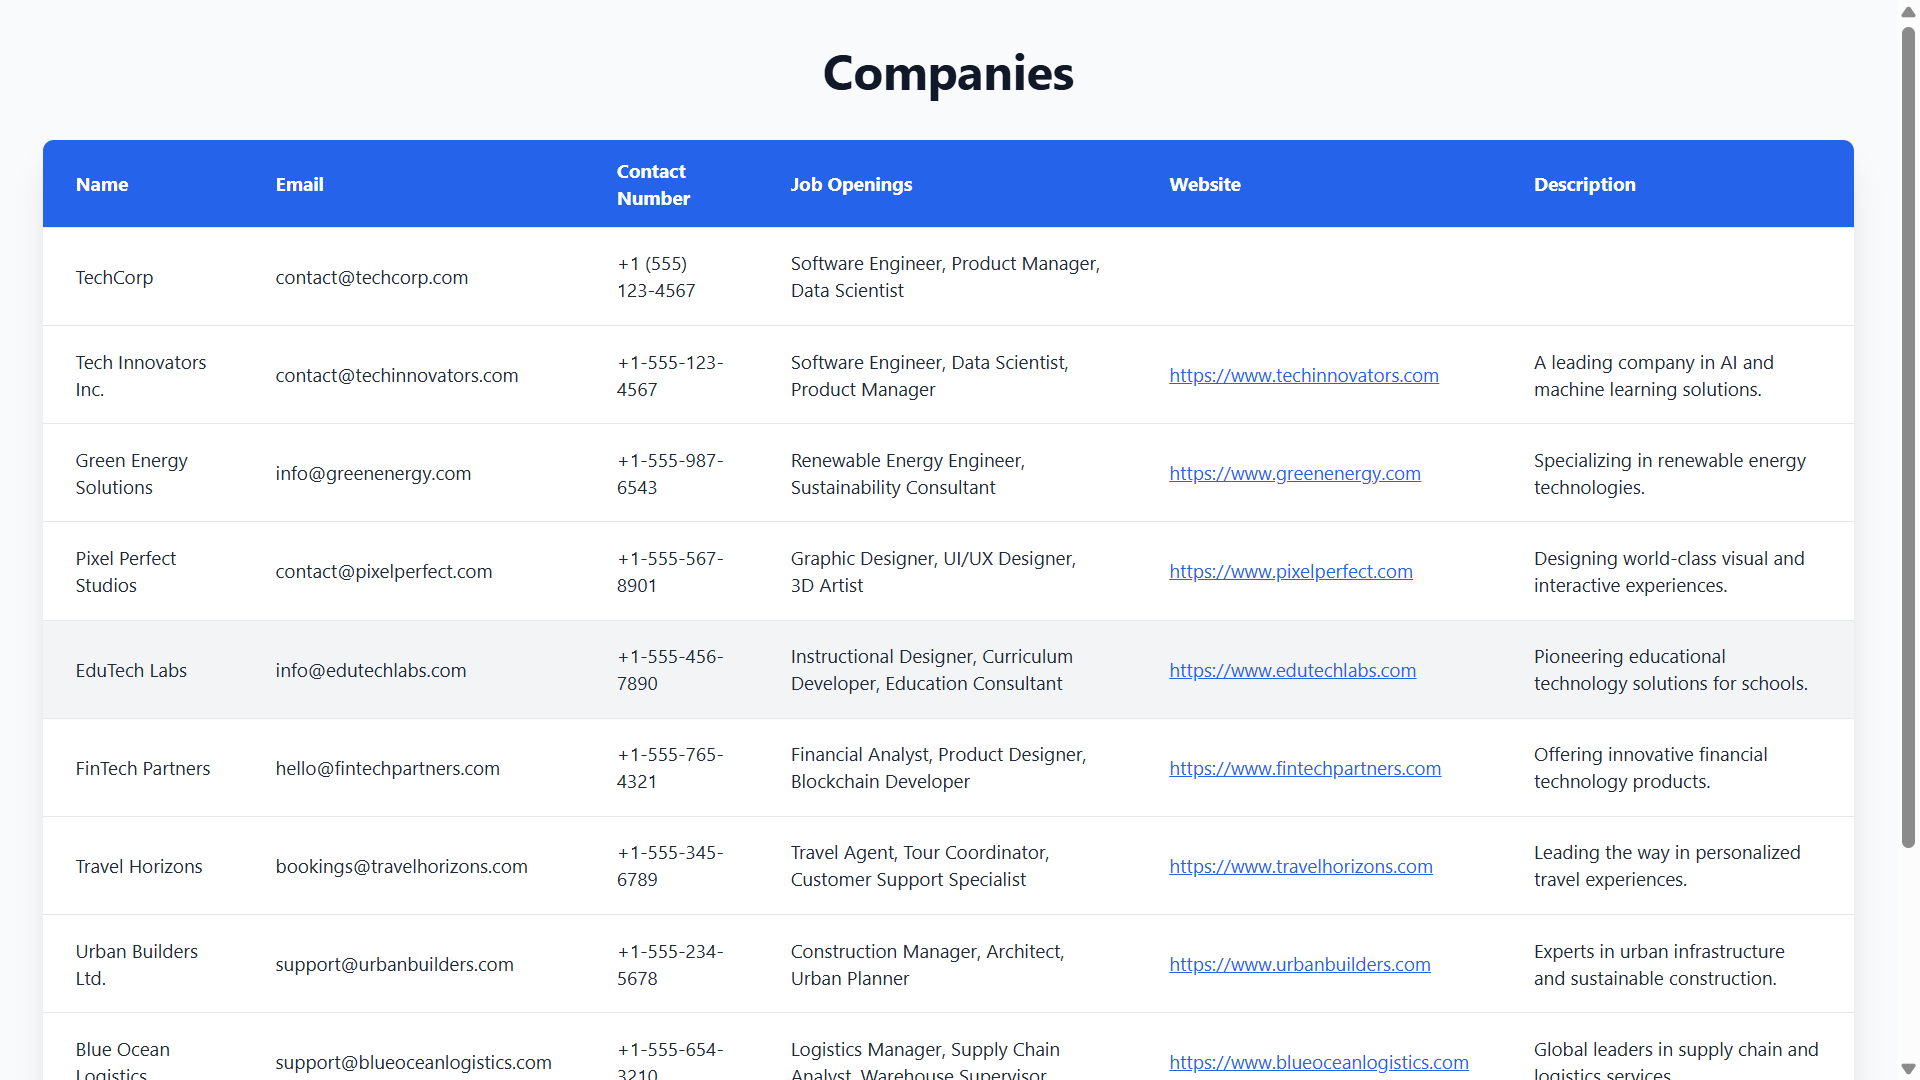 Companies
Name Email Contact Number Job Openings Website Description
TechCorp contact@techcorp.com +1 (555) 123-4567 Software Engineer, Product Manager, Data Scientist
Tech Innovators Inc. contact@techinnovators.com +1-555-123-4567 Software Engineer, Data Scientist, Product Manager https://www.techinnovators.com A leading company in AI and machine learning solutions.
Green Energy Solutions info@greenenergy.com +1-555-987-6543 Renewable Energy Engineer, Sustainability Consultant https://www.greenenergy.com Specializing in renewable energy technologies.
Pixel Perfect Studios contact@pixelperfect.com +1-555-567-8901 Graphic Designer, UI/UX Designer, 3D Artist https://www.pixelperfect.com Designing world-class visual and interactive experiences.
EduTech Labs info@edutechlabs.com +1-555-456-7890 Instructional Designer, Curriculum Developer, Education Consultant https://www.edutechlabs.com Pioneering educational technology solutions for schools.
FinTech Partners hello@fintechpartners.com +1-555-765-4321 Financial Analyst, Product Designer, Blockchain Developer https://www.fintechpartners.com Offering innovative financial technology products.
Travel Horizons bookings@travelhorizons.com +1-555-345-6789 Travel Agent, Tour Coordinator, Customer Support Specialist https://www.travelhorizons.com Leading the way in personalized travel experiences.
Urban Builders Ltd. support@urbanbuilders.com +1-555-234-5678 Construction Manager, Architect, Urban Planner https://www.urbanbuilders.com Experts in urban infrastructure and sustainable construction.
Blue Ocean Logistics support@blueoceanlogistics.com +1-555-654-3210 Logistics Manager, Supply Chain Analyst, Warehouse Supervisor https://www.blueoceanlogistics.com Global leaders in supply chain and logistics services.